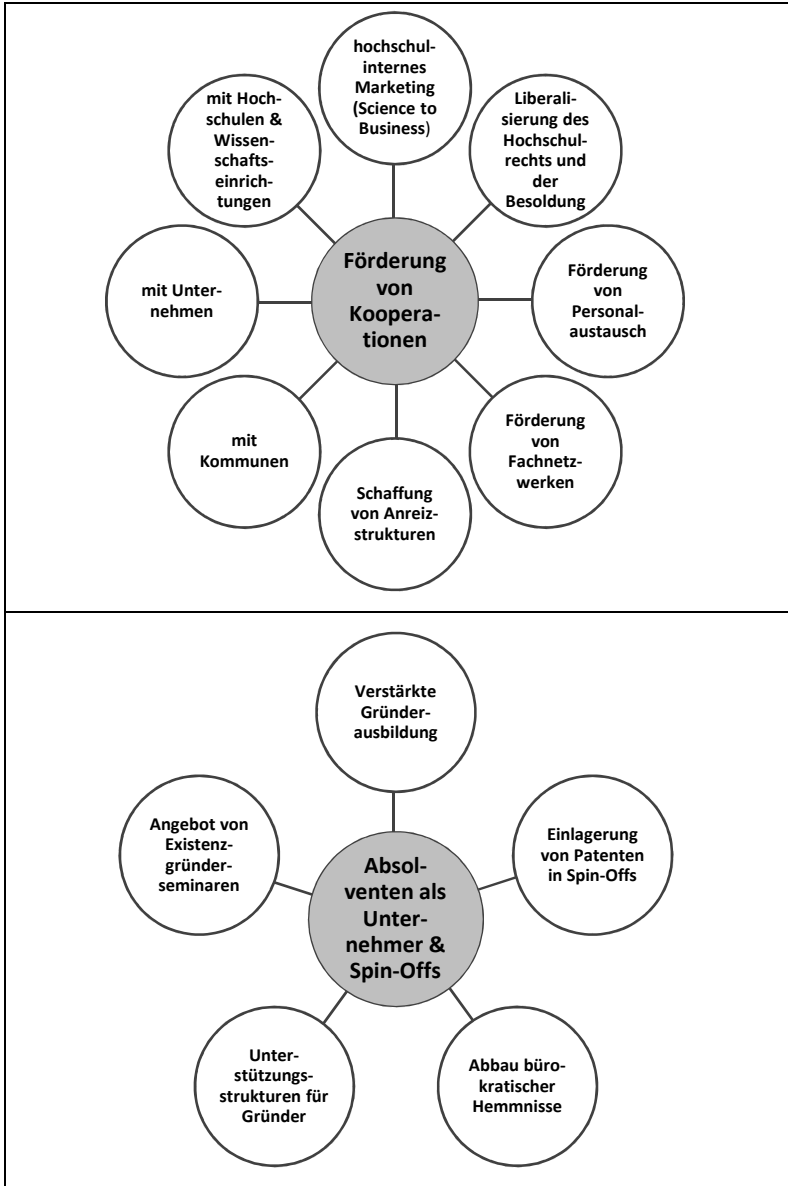 hochschul-
internes
Marketing
(Science to
Business)
Liberali-
sierung des
Hochschul-
rechts und
der
Besoldung
Förderung
von
Personal-
austausch
Förderung
von
Fachnetz-
werken
Schaffung
von Anreiz-
strukturen
mit
Kommunen
mit Unter-
nehmen
mit Hoch-
schulen &
Wissen-
schafts-
einrich-
tungen
Förderung
von
Koopera-
tionen
Verstärkte
Gründer-
ausbildung
Einlagerung
von Patenten
in Spin-Offs
Abbau büro-
kratischer
Hemmnisse
Unter-
stützungs-
strukturen für
Gründer
Angebot von
Existenz-
gründer-
seminaren
Absol-
venten als
Unter-
nehmer &
Spin-Offs